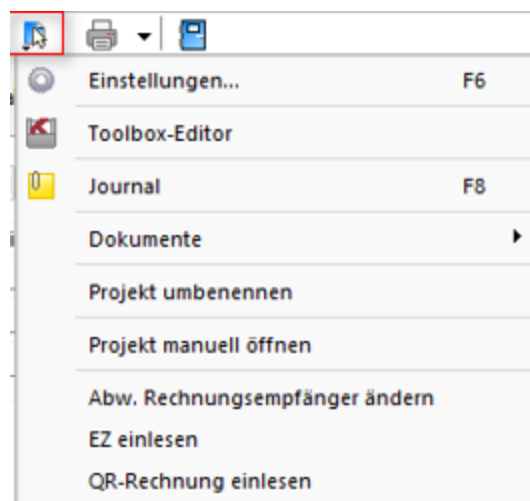 Einstellungen... F6
Toolbox-Editor
Journal F8
Dokumente
Projekt umbenennen
Projekt manuell öffnen
Abw. Rechnungsempfänger ändern
EZ einlesen
QR-Rechnung einlesen